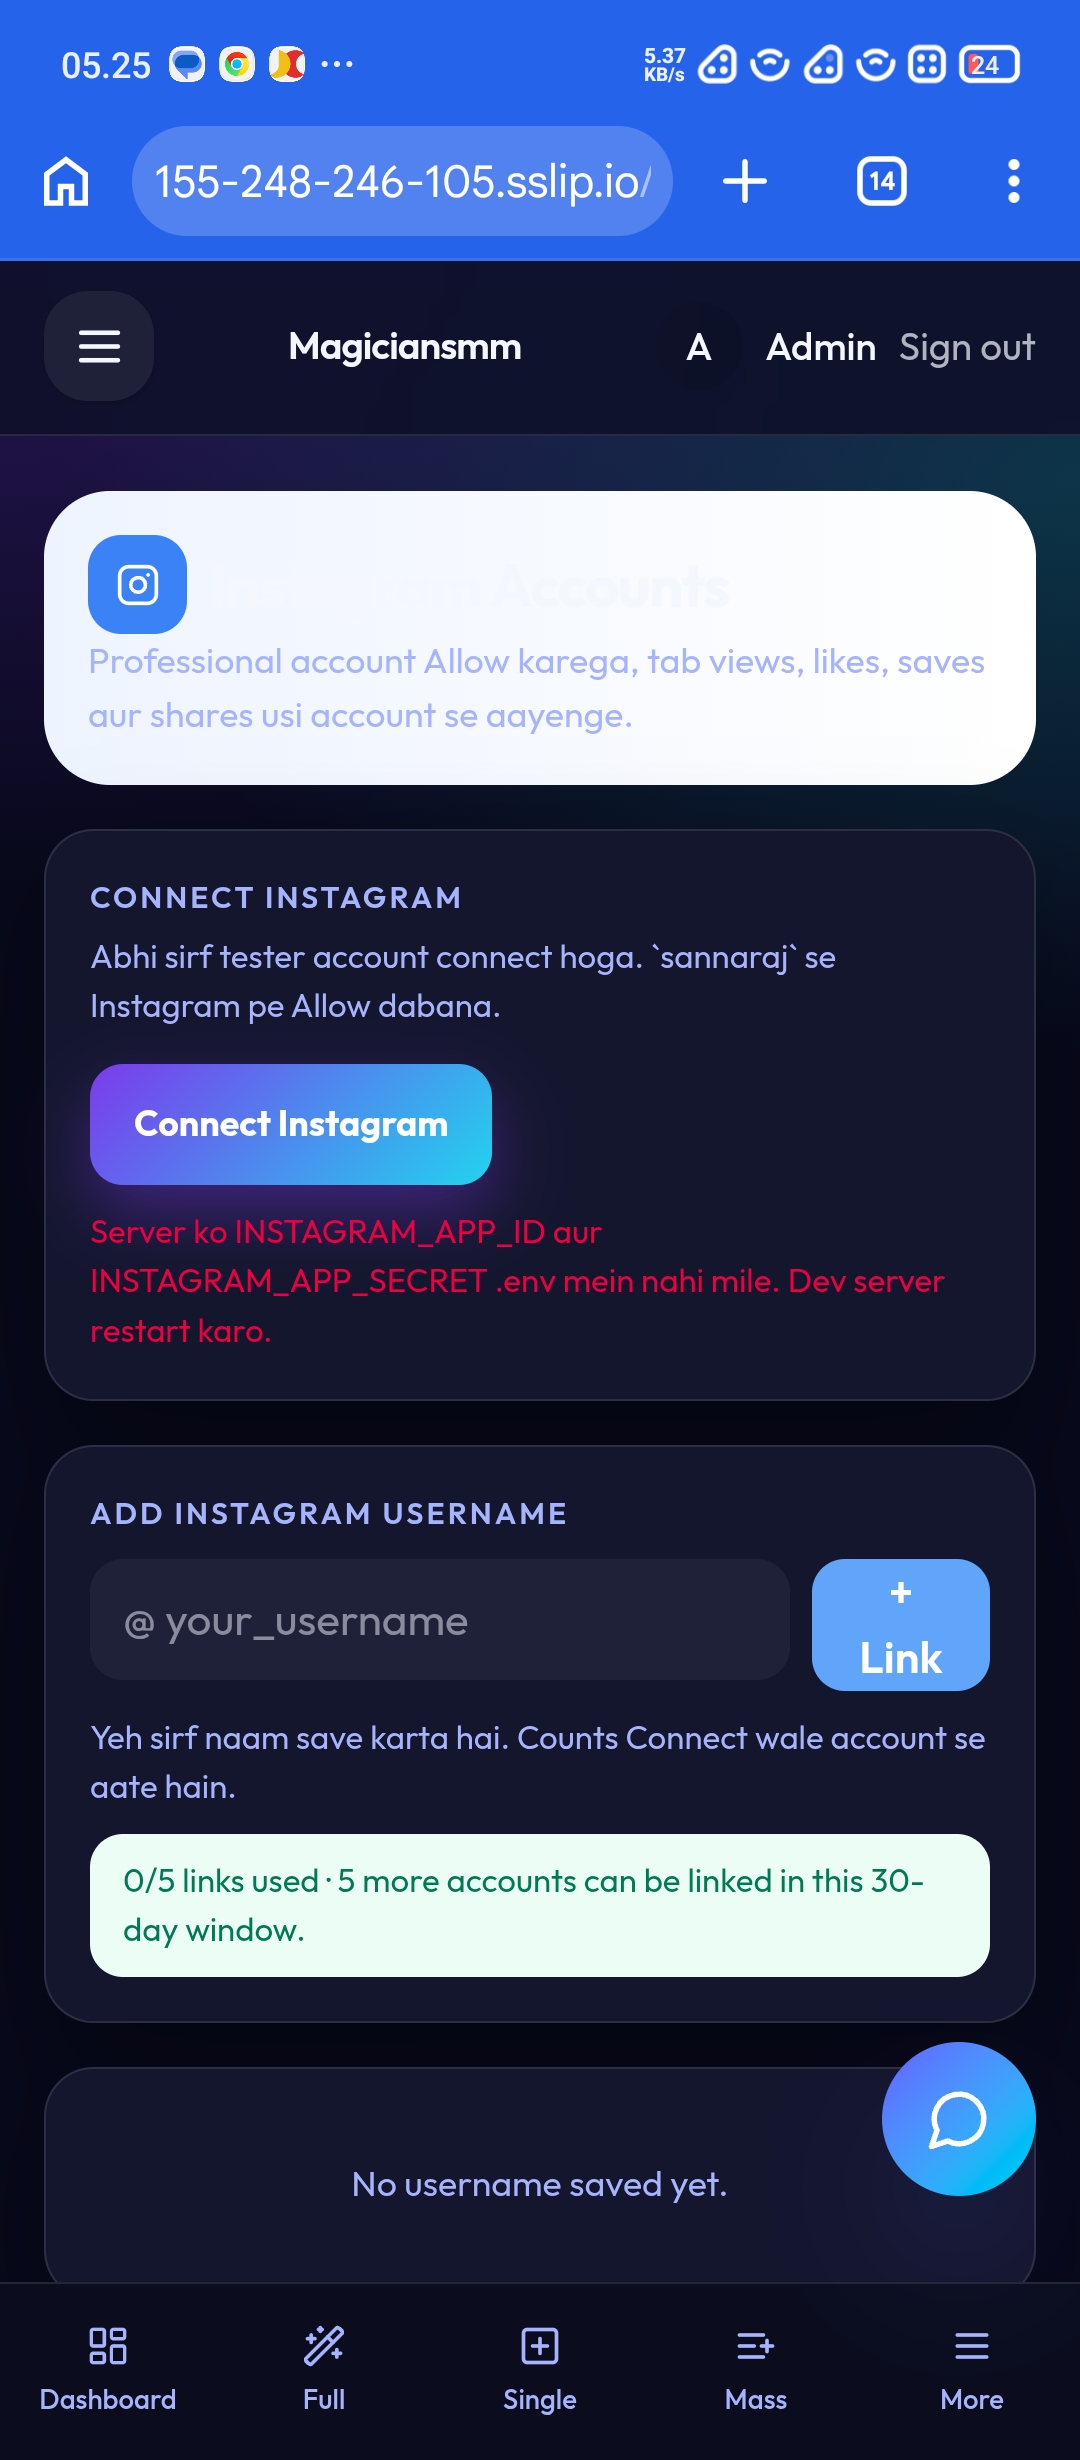 05.25
5.37
KB/s
24
155-248-246-105.sslip.io/
14
Magiciansmm
A
Admin
Sign out
Accounts
Professional account Allow karega, tab views, likes, saves
aur shares usi account se aayenge.
CONNECT INSTAGRAM
Abhi sirf tester account connect hoga. `sannaraj` se
Instagram pe Allow dabana.
Connect Instagram
Server ko INSTAGRAM_APP_ID aur
INSTAGRAM_APP_SECRET .env mein nahi mile. Dev server
restart karo.
ADD INSTAGRAM USERNAME
@ your_username
+
Link
Yeh sirf naam save karta hai. Counts Connect wale account se
aate hain.
0/5 links used · 5 more accounts can be linked in this 30-
day window.
No username saved yet.
Dashboard
Full
Single
Mass
More